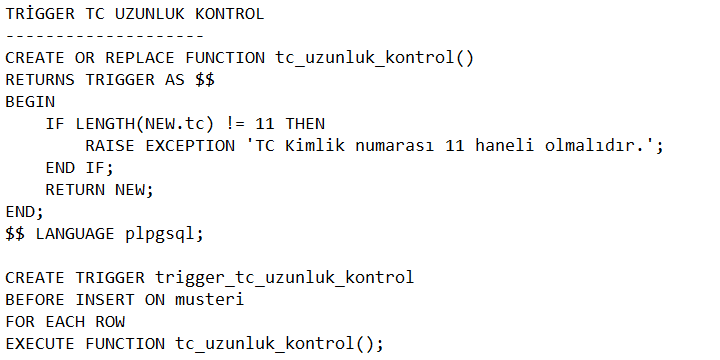 TRİGGER TC UZUNLUK KONTROL
--------------------
CREATE OR REPLACE FUNCTION tc_uzunluk_kontrol()
RETURNS TRIGGER AS $$
BEGIN
    IF LENGTH(NEW.tc) != 11 THEN
        RAISE EXCEPTION 'TC Kimlik numarası 11 haneli olmalıdır.';
    END IF;
    RETURN NEW;
END;
$$ LANGUAGE plpgsql;

CREATE TRIGGER trigger_tc_uzunluk_kontrol
BEFORE INSERT ON musteri
FOR EACH ROW
EXECUTE FUNCTION tc_uzunluk_kontrol();